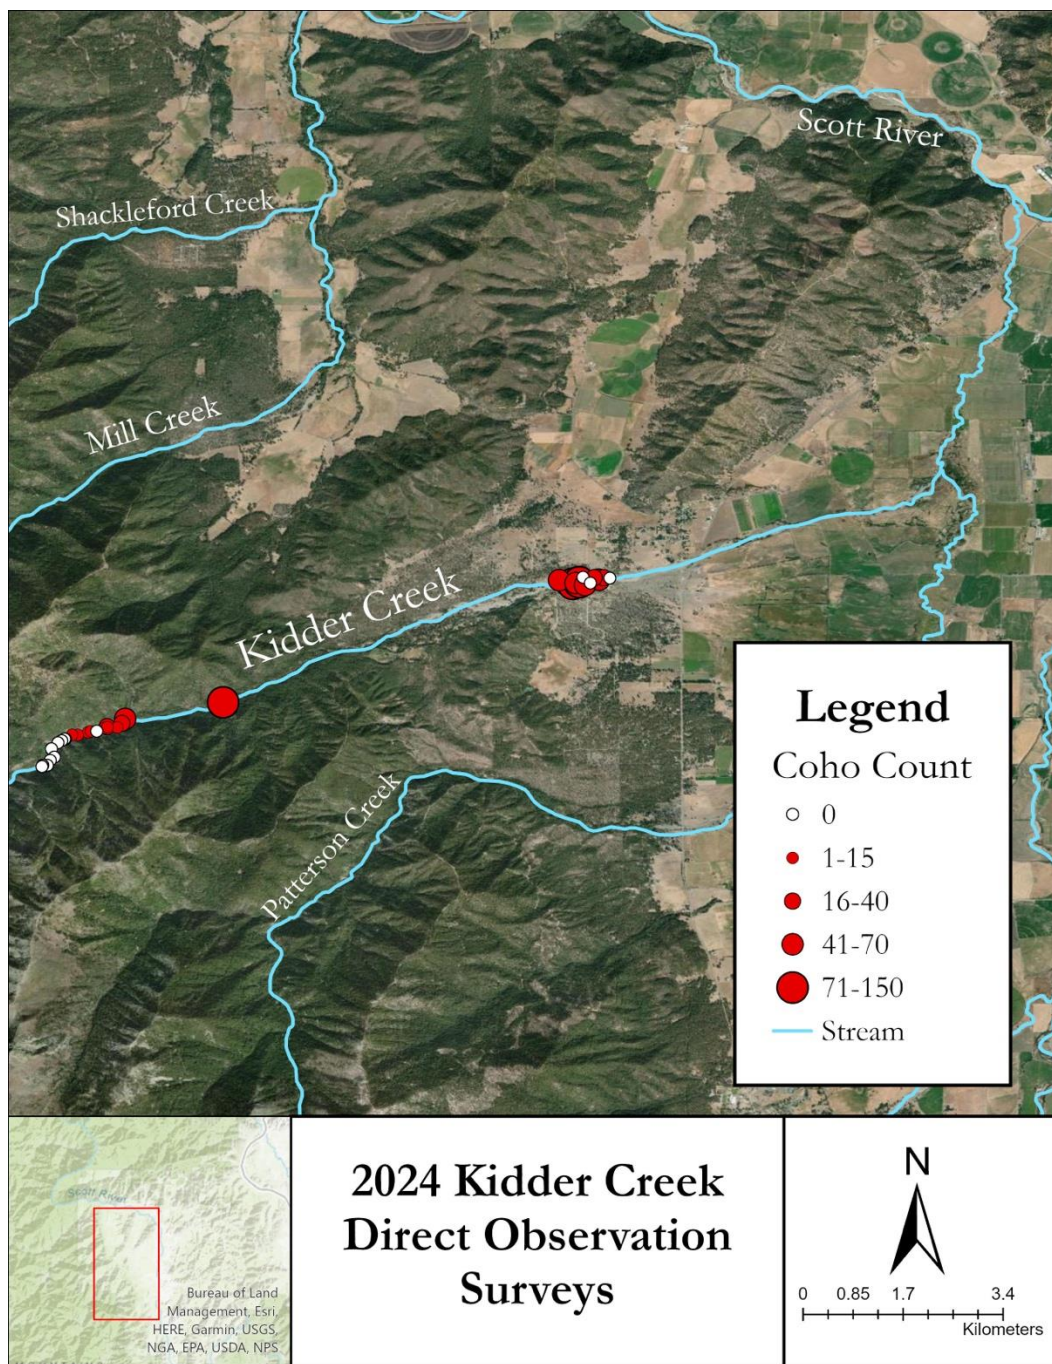 Scott River
Shackleford Creek
Mill Creek
Kidder Creek
Patterson Creek
Legend
Coho Count
0
1-15
16-40
41-70
71-150
Stream
Scott River
Bureau of Land
Management, Esri,
HERE, Garmin, USGS,
NGA, EPA, USDA, NPS
2024 Kidder Creek
Direct Observation
Surveys
N
0 0.85 1.7 3.4
Kilometers